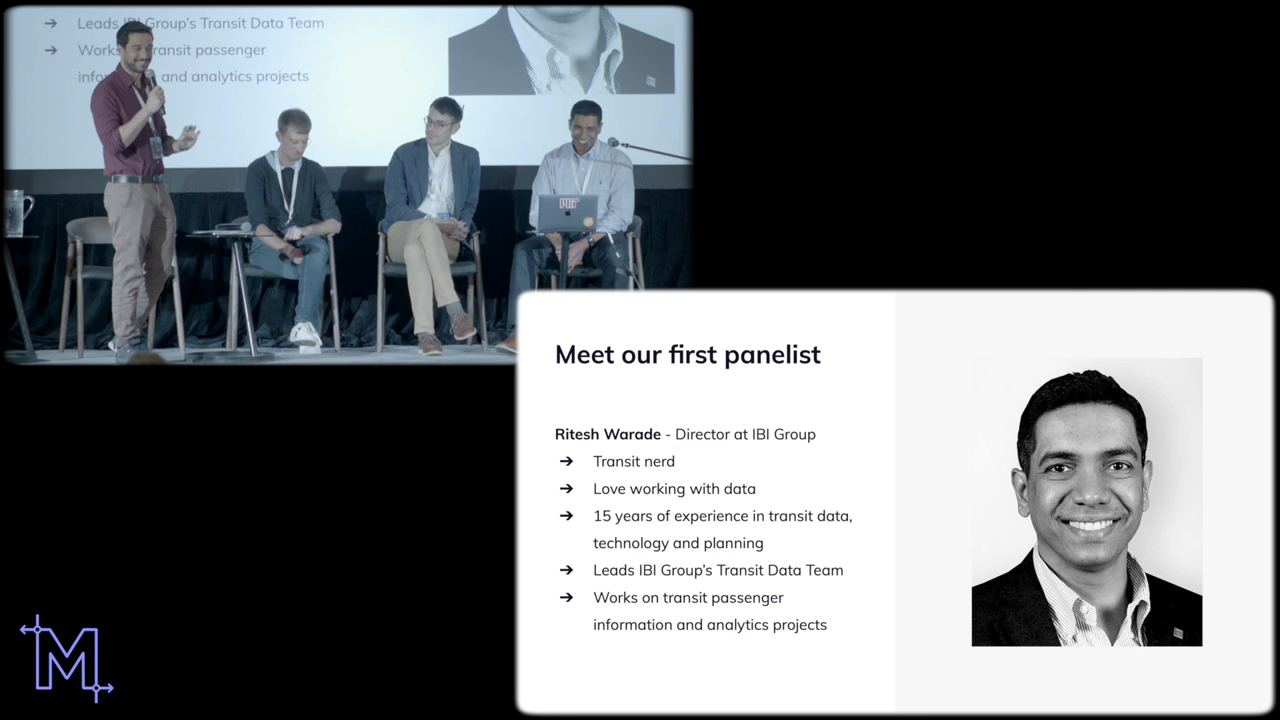 ➔ Leads IBI Group's Transit Data Team
➔ Works transit passenger
and analytics projects
MIT
Meet our first panelist
Ritesh Warade - Director at IBI Group
➔ Transit nerd
➔ Love working with data
➔ 15 years of experience in transit data,
technology and planning
➔ Leads IBI Group's Transit Data Team
➔ Works on transit passenger
information and analytics projects
M